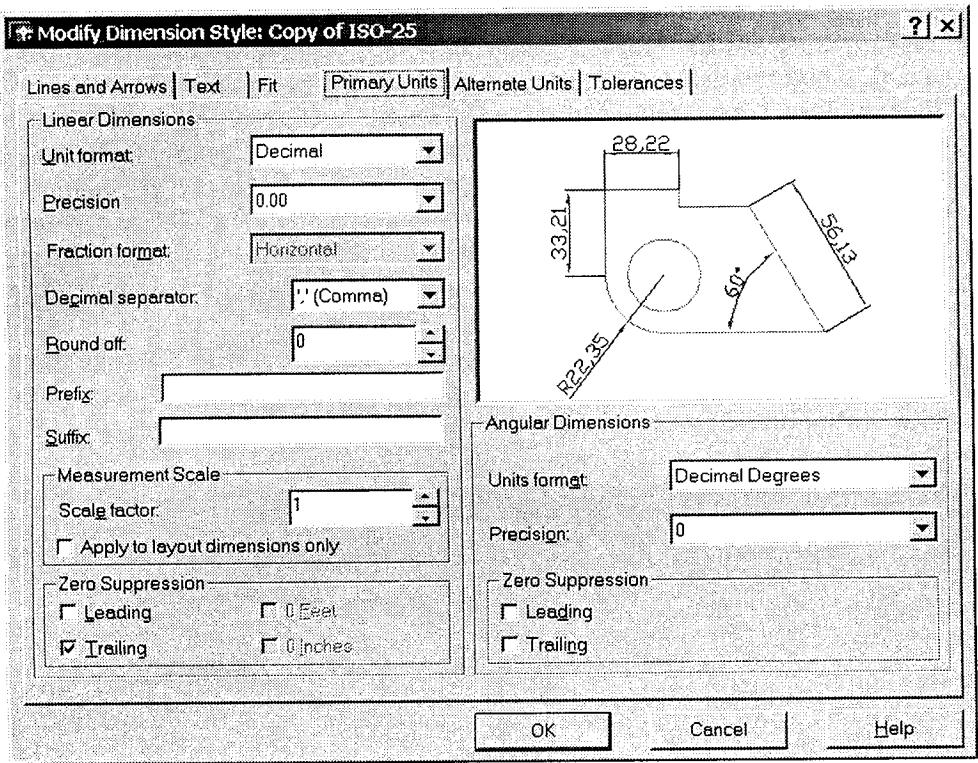 Modify Dimension Style: Copy of ISO-25
? ×
Lines and Arrows Text Fit Primary Units Alternate Units Tolerances
Linear Dimensions
Unit format: Decimal
Precision 0.00
Fraction format: Horizontal
Decimal separator: ',' (Comma)
Round off: 0
Prefix:
Suffix:
Measurement Scale
Scale factor: 1
Apply to layout dimensions only
Zero Suppression
Leading 0 Feet
Trailing 0 Inches
28,22
33,21
56,13
60°
R22,35
Angular Dimensions
Units format: Decimal Degrees
Precision: 0
Zero Suppression
Leading
Trailing
OK Cancel Help